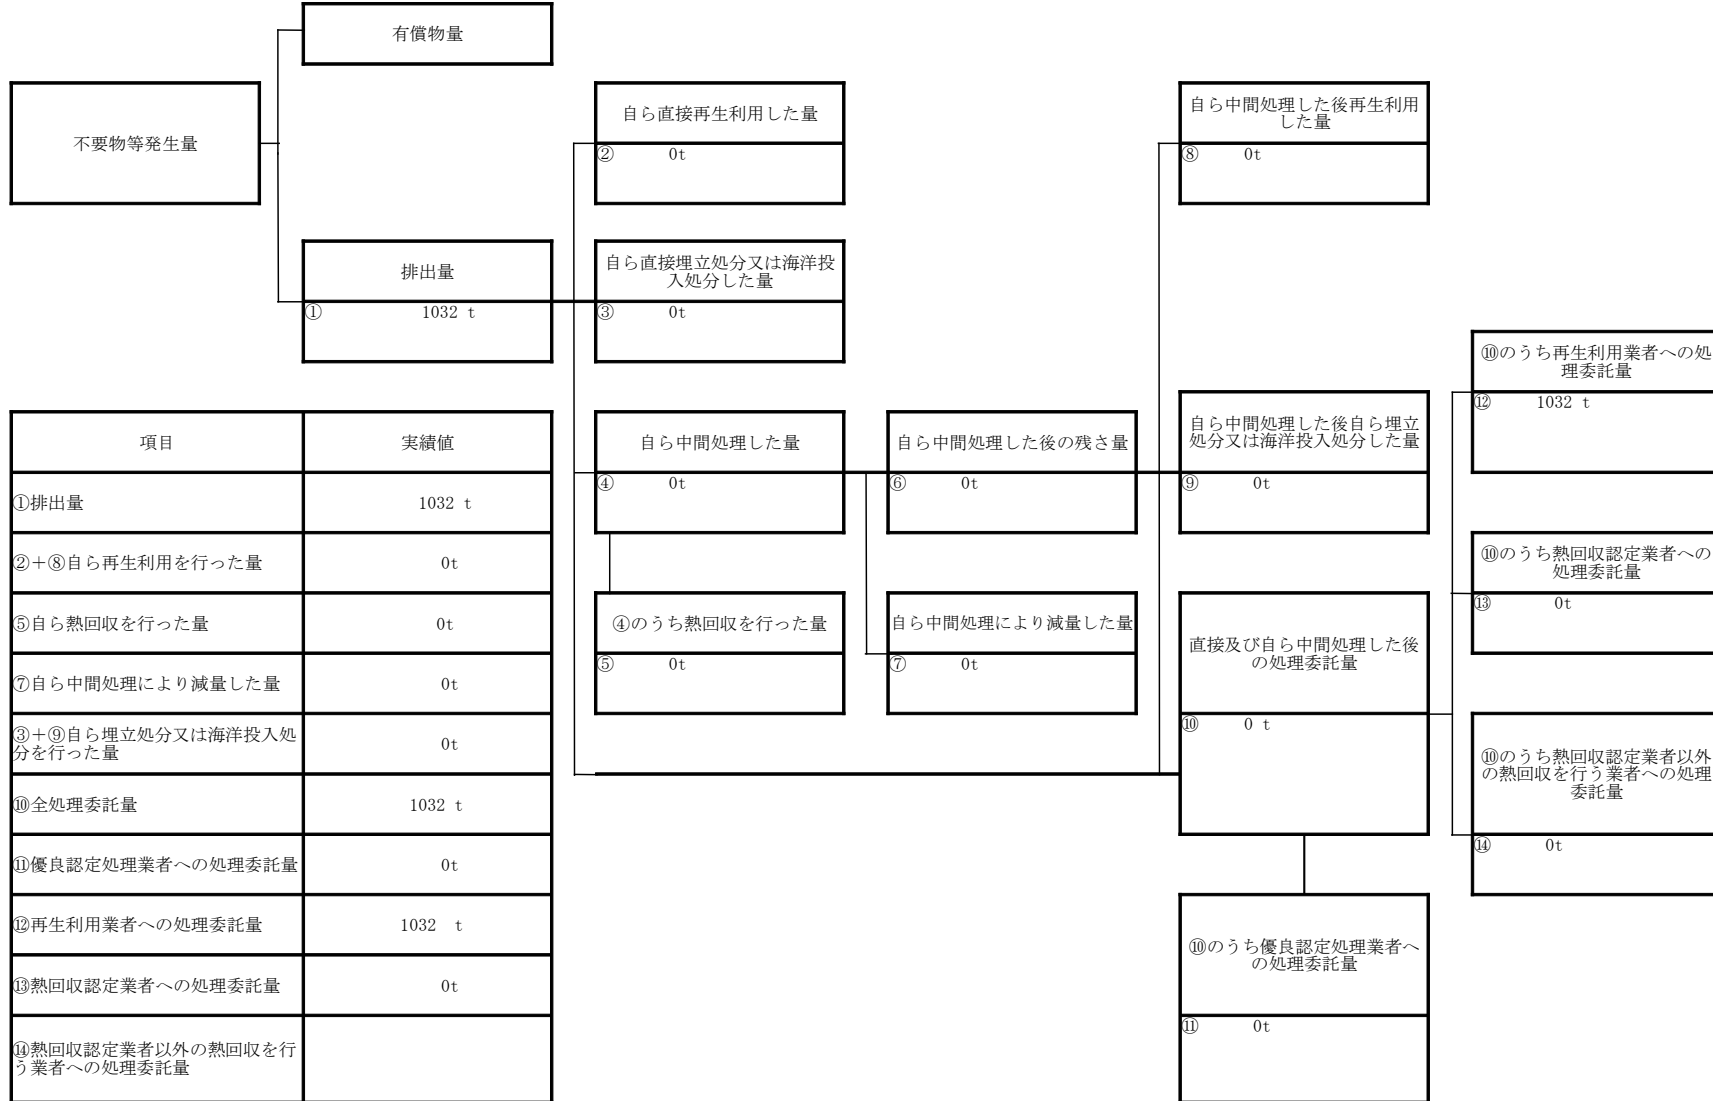 有償物量
不要物等発生量
自ら直接再生利用した量
② 0t
自ら中間処理した後再生利用
した量
⑧ 0t
排出量
① 1032 t
自ら直接埋立処分又は海洋投
入処分した量
③ 0t
⑩のうち再生利用業者への処
理委託量
⑫ 1032 t
自ら中間処理した量
④ 0t
自ら中間処理した後の残さ量
⑥ 0t
自ら中間処理した後自ら埋立
処分又は海洋投入処分した量
⑨ 0t
⑩のうち熱回収認定業者への
処理委託量
⑬ 0t
④のうち熱回収を行った量
⑤ 0t
自ら中間処理により減量した量
⑦ 0t
直接及び自ら中間処理した後
の処理委託量
⑩ 0 t
⑩のうち熱回収認定業者以外
の熱回収を行う業者への処理
委託量
⑭ 0t
⑩のうち優良認定処理業者へ
の処理委託量
⑪ 0t
項目 実績値
①排出量 1032 t
②＋⑧自ら再生利用を行った量 0t
⑤自ら熱回収を行った量 0t
⑦自ら中間処理により減量した量 0t
③＋⑨自ら埋立処分又は海洋投入処
分を行った量 0t
⑩全処理委託量 1032 t
⑪優良認定処理業者への処理委託量 0t
⑫再生利用業者への処理委託量 1032 t
⑬熱回収認定業者への処理委託量 0t
⑭熱回収認定業者以外の熱回収を行
う業者への処理委託量